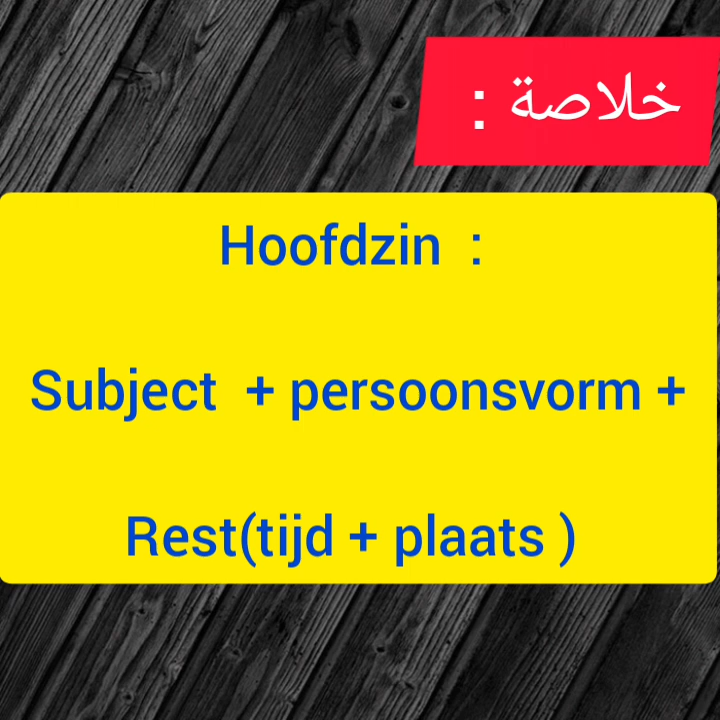 خلاصة :
Hoofdzin :
Subject + persoonsvorm +
Rest(tijd + plaats )